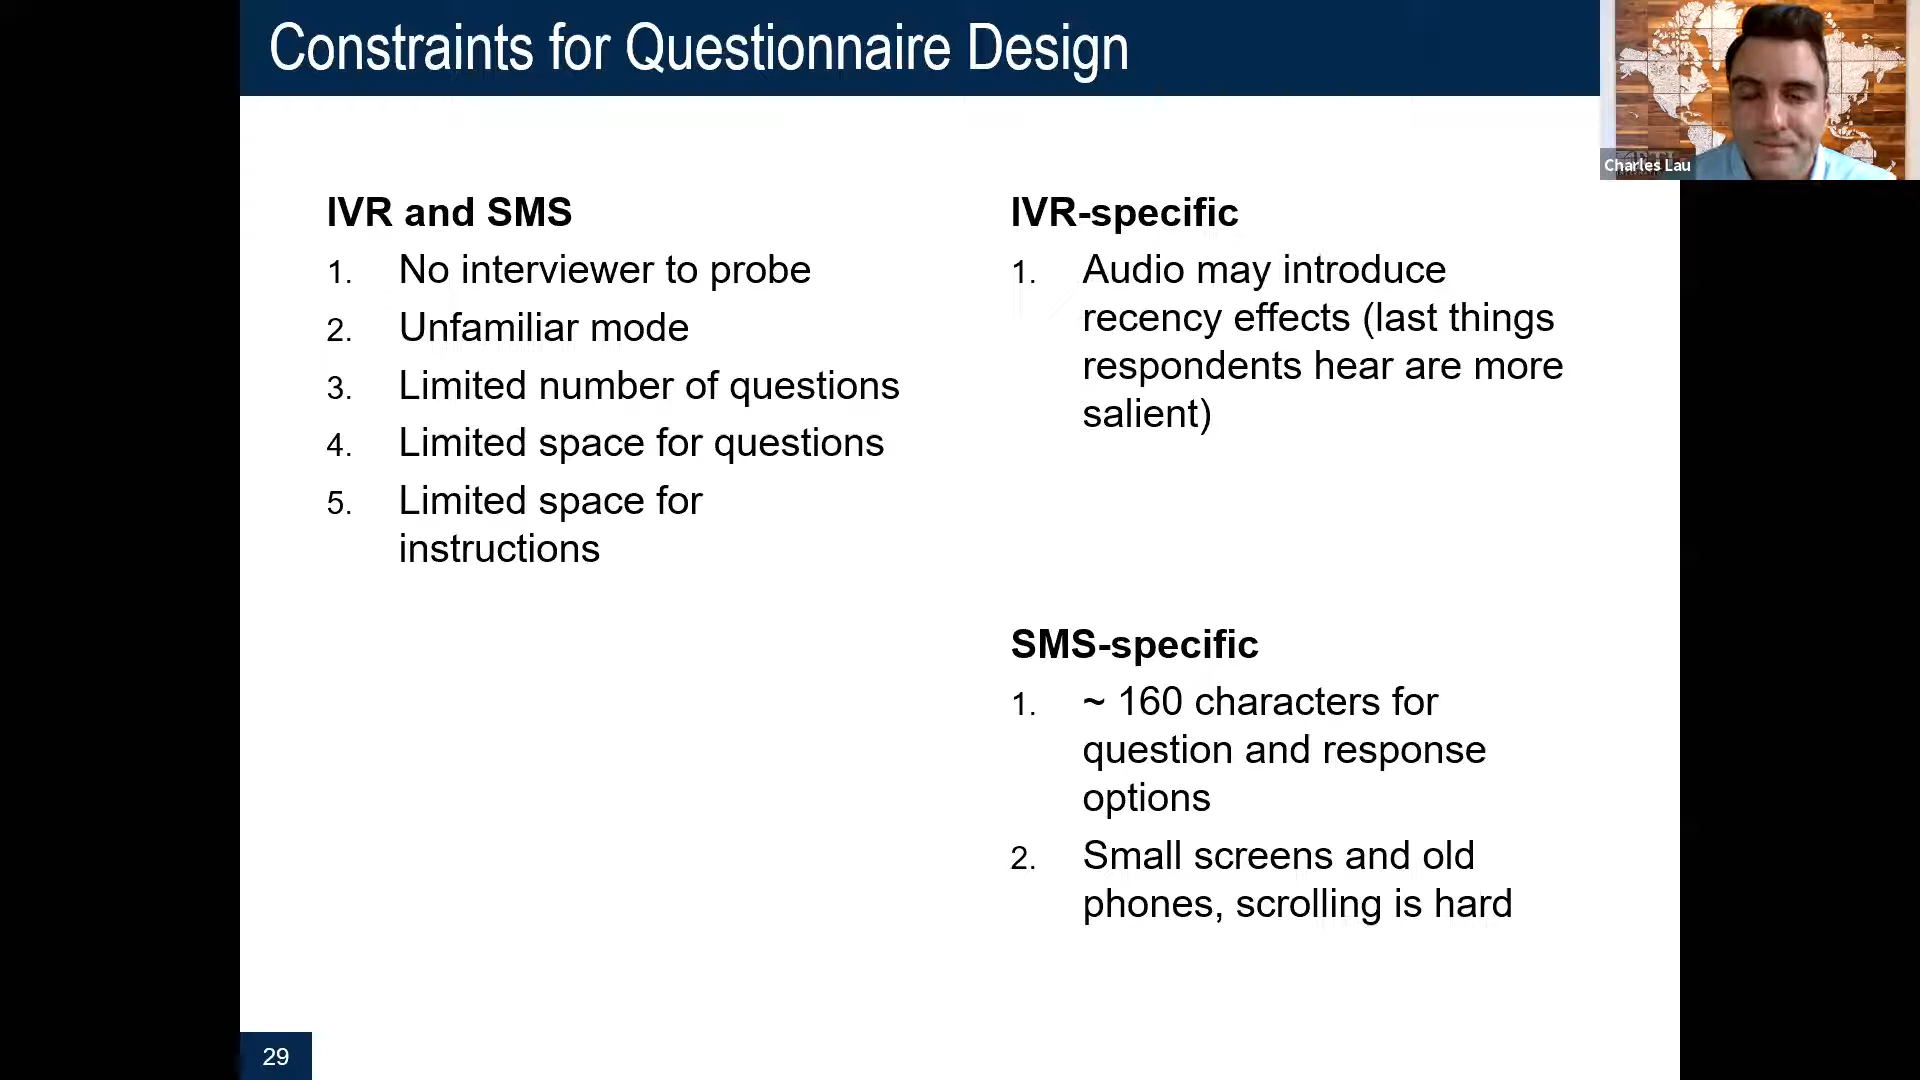 Constraints for Questionnaire Design
IVR and SMS
1. No interviewer to probe
2. Unfamiliar mode
3. Limited number of questions
4. Limited space for questions
5. Limited space for
instructions
IVR-specific
1. Audio may introduce
recency effects (last things
respondents hear are more
salient)
SMS-specific
1. ~ 160 characters for
question and response
options
2. Small screens and old
phones, scrolling is hard
29
Charles Lau